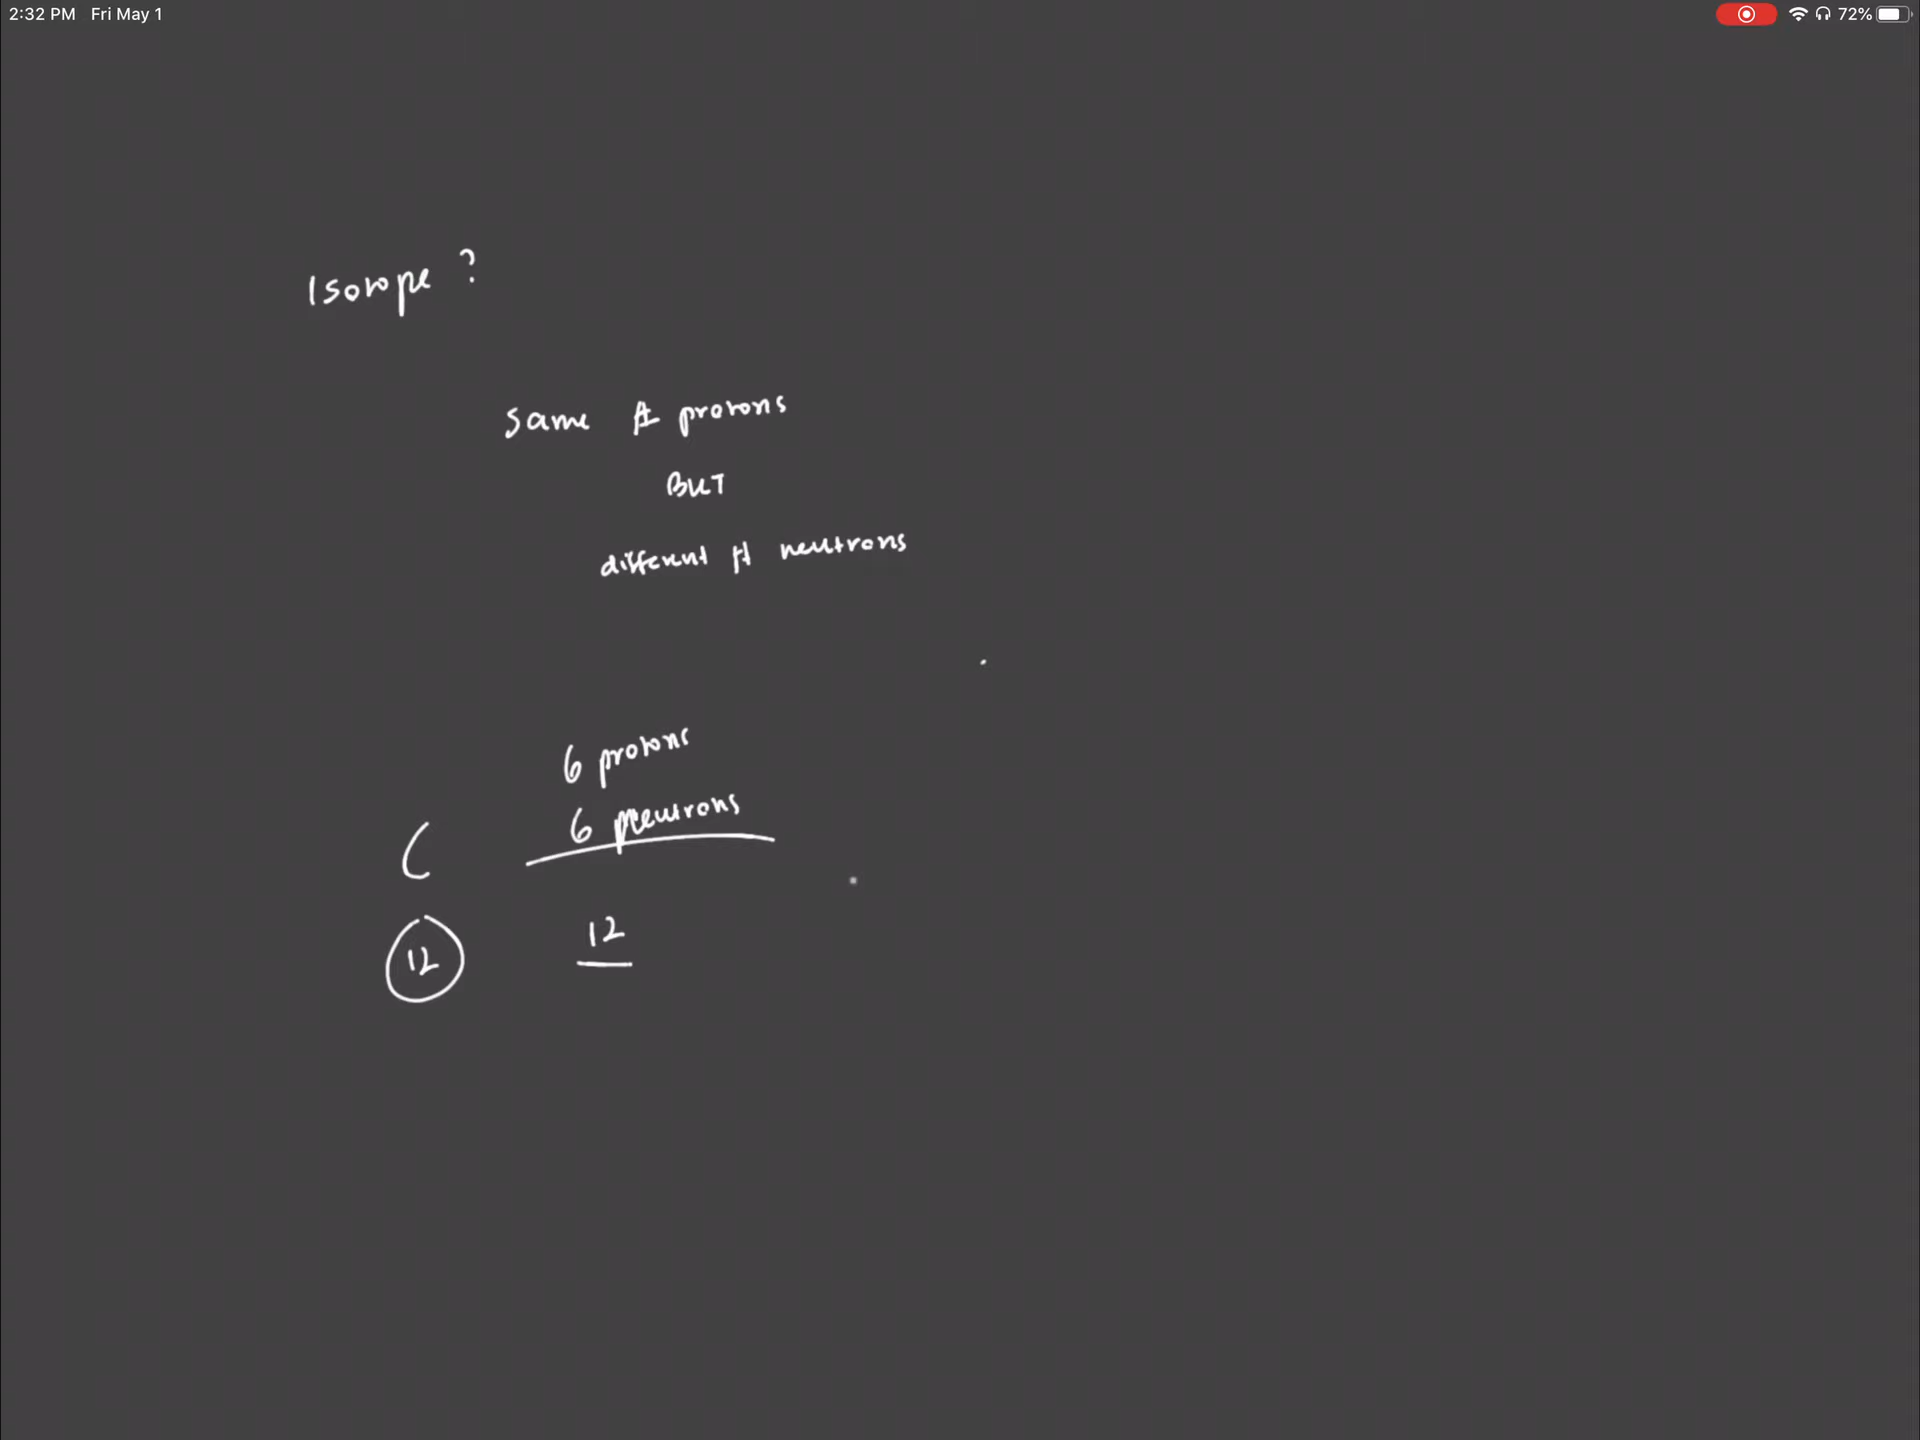 2:32 PM Fri May 1
72%
Isotope ?
same # protons
BUT
different # neutrons
6 protons
6 neutrons
C
12
12